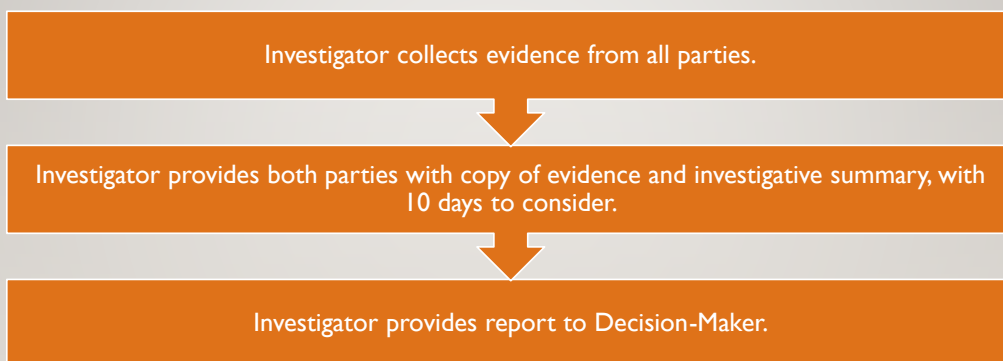 Investigator collects evidence from all parties.
Investigator provides both parties with copy of evidence and investigative summary, with
10 days to consider.
Investigator provides report to Decision-Maker.